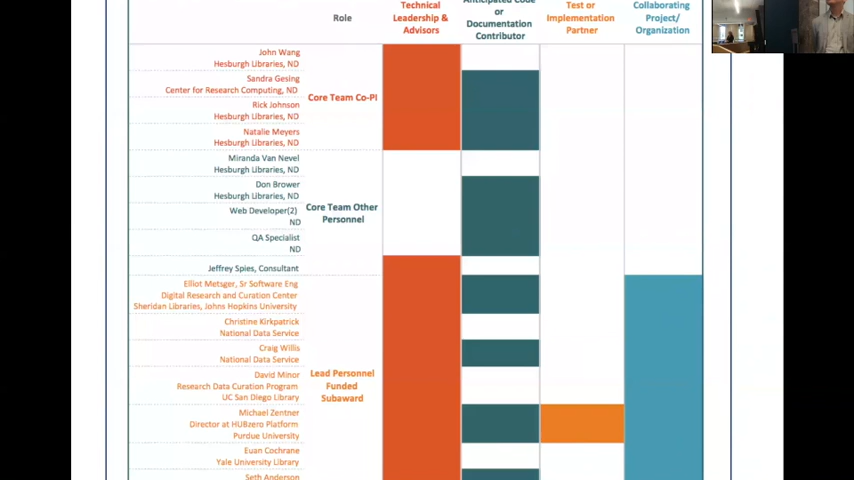 Role
Technical
Leadership &
Advisors
Anticipated Code
or
Documentation
Contributor
Test or
Implementation
Partner
Collaborating
Project/
Organization
John Wang
Hesburgh Libraries, ND
Sandra Gesing
Center for Research Computing, ND
Rick Johnson
Hesburgh Libraries, ND
Natalie Meyers
Hesburgh Libraries, ND
Core Team Co-PI
Miranda Van Nevel
Hesburgh Libraries, ND
Don Brower
Hesburgh Libraries, ND
Web Developer(2)
ND
QA Specialist
ND
Core Team Other
Personnel
Jeffrey Spies, Consultant
Elliot Metsger, Sr Software Eng
Digital Research and Curation Center
Sheridan Libraries, Johns Hopkins University
Christine Kirkpatrick
National Data Service
Craig Willis
National Data Service
David Minor
Research Data Curation Program
UC San Diego Library
Michael Zentner
Director at HUBzero Platform
Purdue University
Euan Cochrane
Yale University Library
Seth Anderson
Lead Personnel
Funded
Subaward